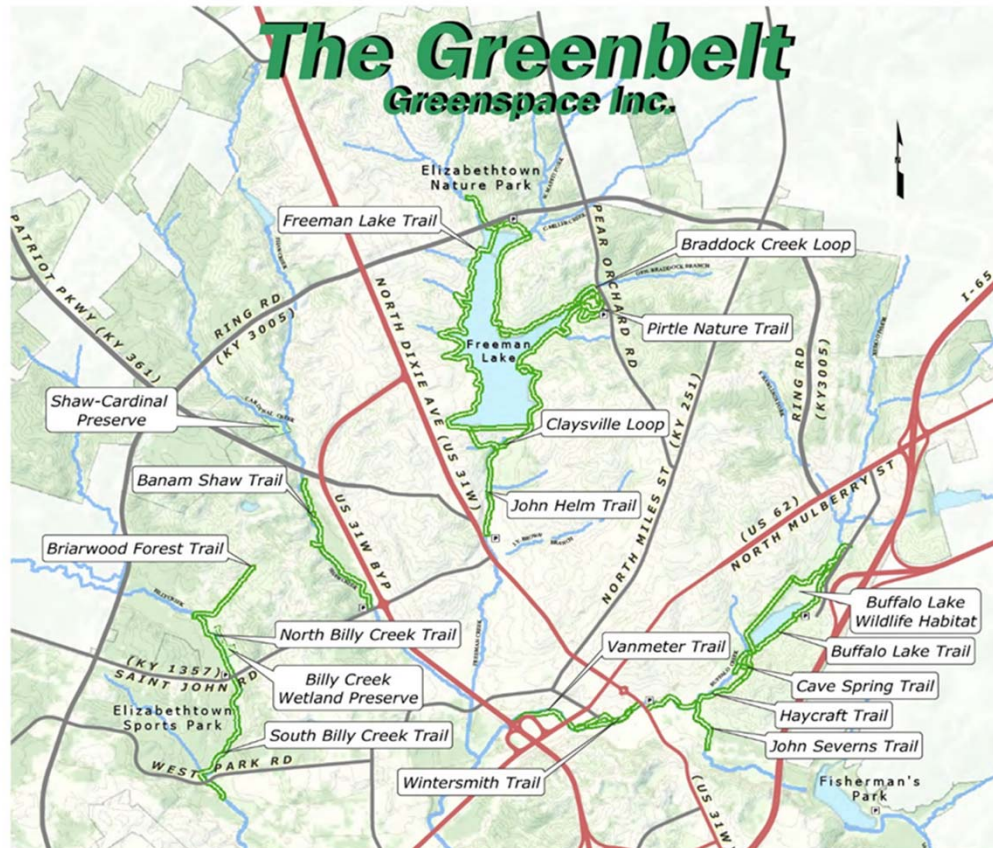 The Greenbelt
Greenspace Inc.
Elizabethtown
Nature Park
Freeman Lake Trail
N
PEAR ORCHARD RD
Braddock Creek Loop
Pirtle Nature Trail
Freeman
Lake
Claysville Loop
John Helm Trail
PATRIOT PKWY (KY 361)
RING RD
(KY 3005)
NORTH DIXIE AVE (US 31W)
I-65
RING RD
(KY3005)
Shaw-Cardinal
Preserve
Banam Shaw Trail
Briarwood Forest Trail
US 31W BYP
NORTH MILES ST (KY 251)
(US 62)
NORTH MULBERRY ST
North Billy Creek Trail
Billy Creek
Wetland Preserve
(KY 1357)
SAINT JOHN RD
Elizabethtown
Sports Park
South Billy Creek Trail
WEST PARK RD
FREEMAN CREEK
BUFFALO CREEK
Vanmeter Trail
Wintersmith Trail
Buffalo Lake
Wildlife Habitat
Buffalo Lake Trail
Cave Spring Trail
Haycraft Trail
John Severns Trail
Fisherman's
Park
(US 31W)
P
P
P
P
P
P
P
P